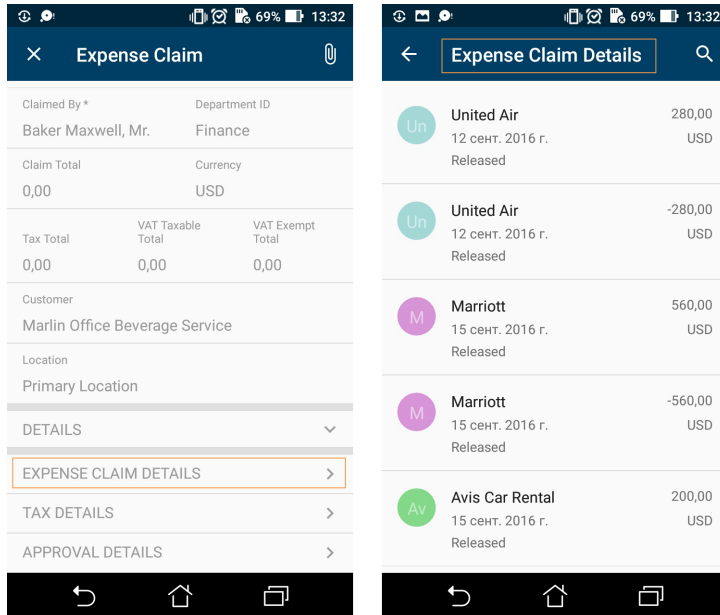 69% 13:32
Expense Claim
Claimed By * Department ID
Baker Maxwell, Mr. Finance
Claim Total Currency
0,00 USD
Tax Total VAT Taxable Total VAT Exempt Total
0,00 0,00 0,00
Customer
Marlin Office Beverage Service
Location
Primary Location
DETAILS
EXPENSE CLAIM DETAILS
TAX DETAILS
APPROVAL DETAILS
69% 13:32
Expense Claim Details
Un United Air 280,00
12 сент. 2016 г. USD
Released
Un United Air -280,00
12 сент. 2016 г. USD
Released
M Marriott 560,00
15 сент. 2016 г. USD
Released
M Marriott -560,00
15 сент. 2016 г. USD
Released
Av Avis Car Rental 200,00
15 сент. 2016 г. USD
Released